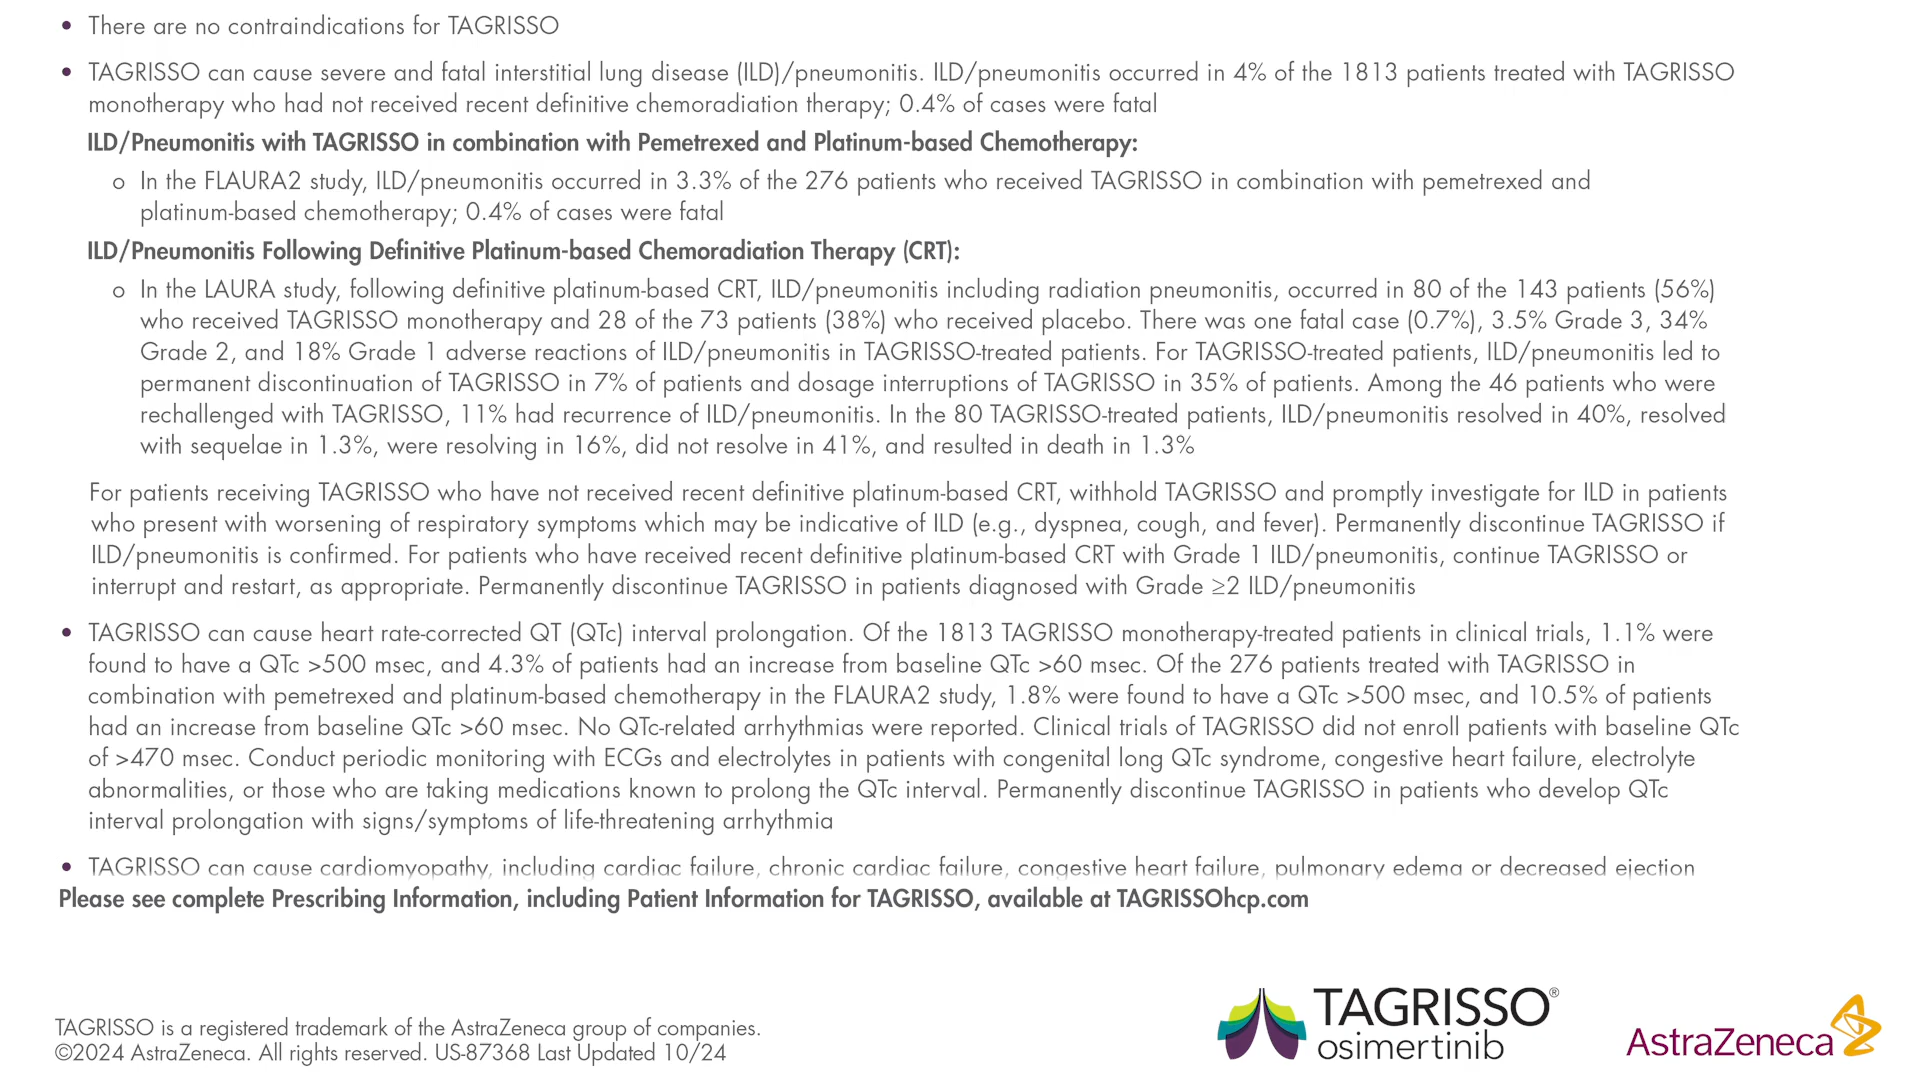 • There are no contraindications for TAGRISSO
• TAGRISSO can cause severe and fatal interstitial lung disease (ILD)/pneumonitis. ILD/pneumonitis occurred in 4% of the 1813 patients treated with TAGRISSO
monotherapy who had not received recent definitive chemoradiation therapy; 0.4% of cases were fatal
ILD/Pneumonitis with TAGRISSO in combination with Pemetrexed and Platinum-based Chemotherapy:
o In the FLAURA2 study, ILD/pneumonitis occurred in 3.3% of the 276 patients who received TAGRISSO in combination with pemetrexed and
platinum-based chemotherapy; 0.4% of cases were fatal
ILD/Pneumonitis Following Definitive Platinum-based Chemoradiation Therapy (CRT):
o In the LAURA study, following definitive platinum-based CRT, ILD/pneumonitis including radiation pneumonitis, occurred in 80 of the 143 patients (56%)
who received TAGRISSO monotherapy and 28 of the 73 patients (38%) who received placebo. There was one fatal case (0.7%), 3.5% Grade 3, 34%
Grade 2, and 18% Grade 1 adverse reactions of ILD/pneumonitis in TAGRISSO-treated patients. For TAGRISSO-treated patients, ILD/pneumonitis led to
permanent discontinuation of TAGRISSO in 7% of patients and dosage interruptions of TAGRISSO in 35% of patients. Among the 46 patients who were
rechallenged with TAGRISSO, 11% had recurrence of ILD/pneumonitis. In the 80 TAGRISSO-treated patients, ILD/pneumonitis resolved in 40%, resolved
with sequelae in 1.3%, were resolving in 16%, did not resolve in 41%, and resulted in death in 1.3%
For patients receiving TAGRISSO who have not received recent definitive platinum-based CRT, withhold TAGRISSO and promptly investigate for ILD in patients
who present with worsening of respiratory symptoms which may be indicative of ILD (e.g., dyspnea, cough, and fever). Permanently discontinue TAGRISSO if
ILD/pneumonitis is confirmed. For patients who have received recent definitive platinum-based CRT with Grade 1 ILD/pneumonitis, continue TAGRISSO or
interrupt and restart, as appropriate. Permanently discontinue TAGRISSO in patients diagnosed with Grade ≥2 ILD/pneumonitis
• TAGRISSO can cause heart rate-corrected QT (QTc) interval prolongation. Of the 1813 TAGRISSO monotherapy-treated patients in clinical trials, 1.1% were
found to have a QTc >500 msec, and 4.3% of patients had an increase from baseline QTc >60 msec. Of the 276 patients treated with TAGRISSO in
combination with pemetrexed and platinum-based chemotherapy in the FLAURA2 study, 1.8% were found to have a QTc >500 msec, and 10.5% of patients
had an increase from baseline QTc >60 msec. No QTc-related arrhythmias were reported. Clinical trials of TAGRISSO did not enroll patients with baseline QTc
of >470 msec. Conduct periodic monitoring with ECGs and electrolytes in patients with congenital long QTc syndrome, congestive heart failure, electrolyte
abnormalities, or those who are taking medications known to prolong the QTc interval. Permanently discontinue TAGRISSO in patients who develop QTc
interval prolongation with signs/symptoms of life-threatening arrhythmia
• TAGRISSO can cause cardiomyopathy, including cardiac failure, chronic cardiac failure, congestive heart failure, pulmonary edema or decreased ejection
Please see complete Prescribing Information, including Patient Information for TAGRISSO, available at TAGRISSOhcp.com
TAGRISSO is a registered trademark of the AstraZeneca group of companies.
©2024 AstraZeneca. All rights reserved. US-87368 Last Updated 10/24
TAGRISSO®
osimertinib
AstraZeneca